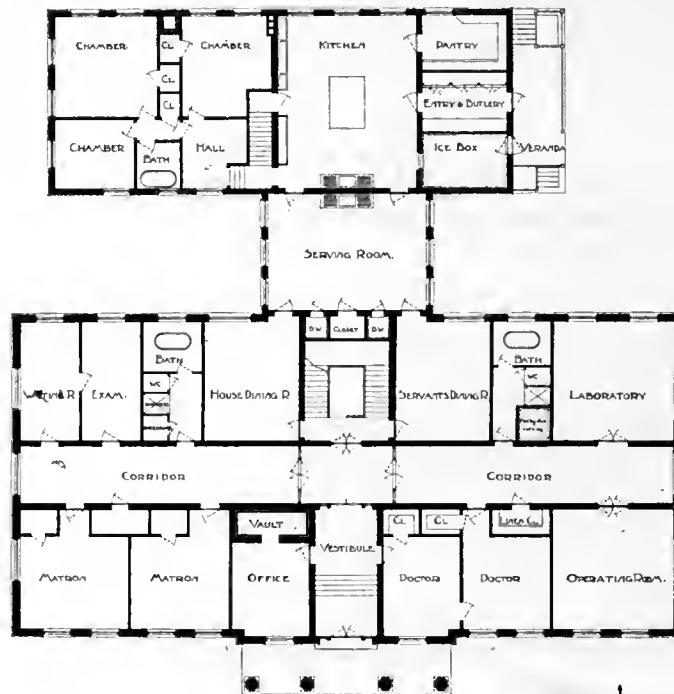 CHAMBER
CL.
CHAMBER
KITCHEN
PANTRY
CL.
CL
ENTRY & BUTLERY
CHAMBER
BATH
HALL
ICE BOX
VERANDA
SERVING ROOM.
D.W.
CLOSET
D.W.
BATH
BATH
WC
WC
WAITING R.
EXAM.
HOUSE DINING R
SERVANTS DINING R.
LABORATORY
CORRIDOR
CORRIDOR
VAULT
CL.
CL.
LINEN CL.
VESTIBULE
MATRON
MATRON
OFFICE
DOCTOR
DOCTOR
OPERATING ROOM.